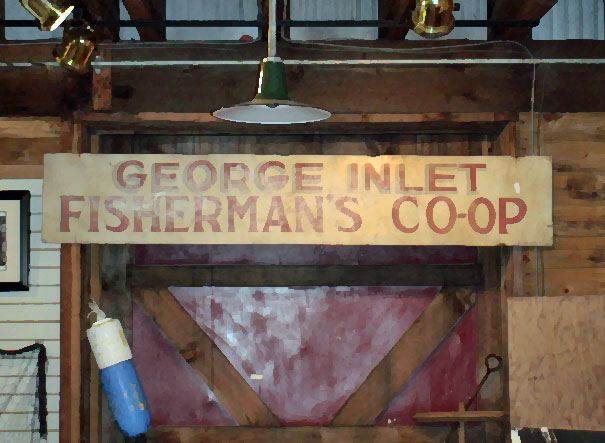 GEORGE INLET
FISHERMAN'S CO-OP